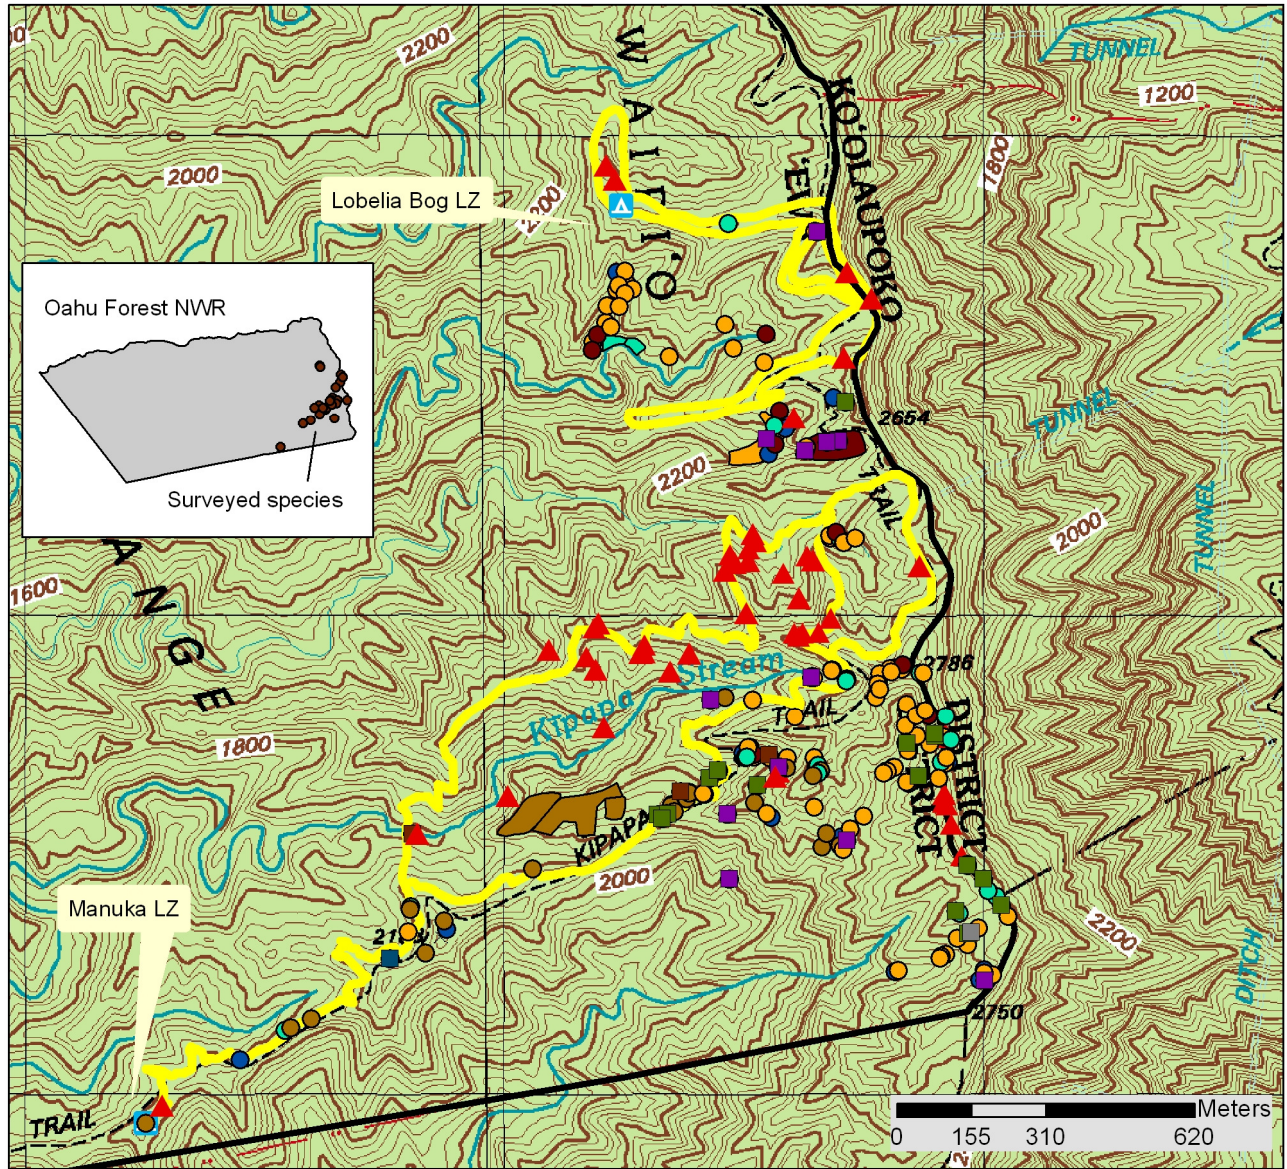 2200
TUNNEL
1200
KO'OLAUPOKO
1800
2000
Lobelia Bog LZ
2200
Oahu Forest NWR
Surveyed species
2654
TUNNEL
2200
TRAIL
2000
TUNNEL
1600
ANGE
Kipapa Stream
2786
TRAIL
1800
DISTRICT
KIPAPA
2000
Manuka LZ
2200
DITCH
2750
TRAIL
Meters
0 155 310 620